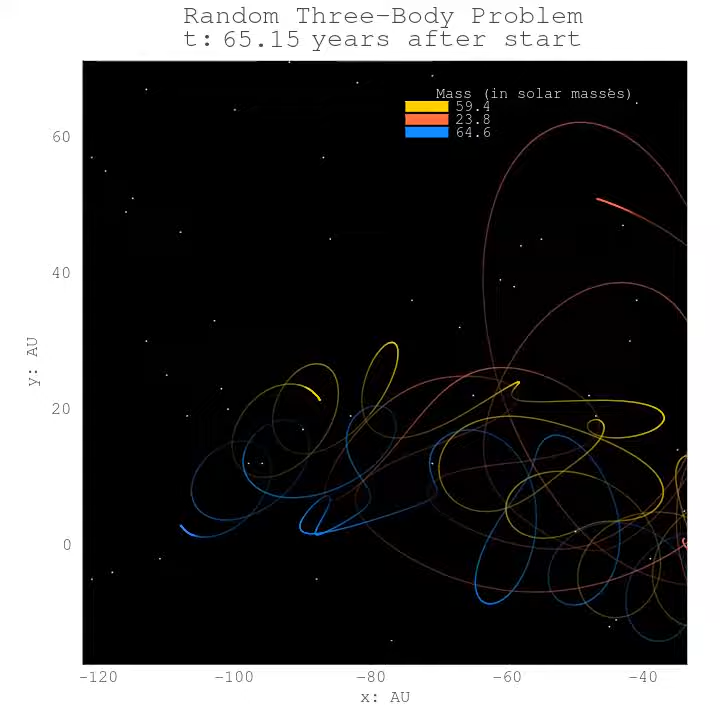 Random Three-Body Problem
t: 65.15 years after start
Mass (in solar masses)
59.4
23.8
64.6
60
40
20
0
y: AU
-120 -100 -80 -60 -40
x: AU